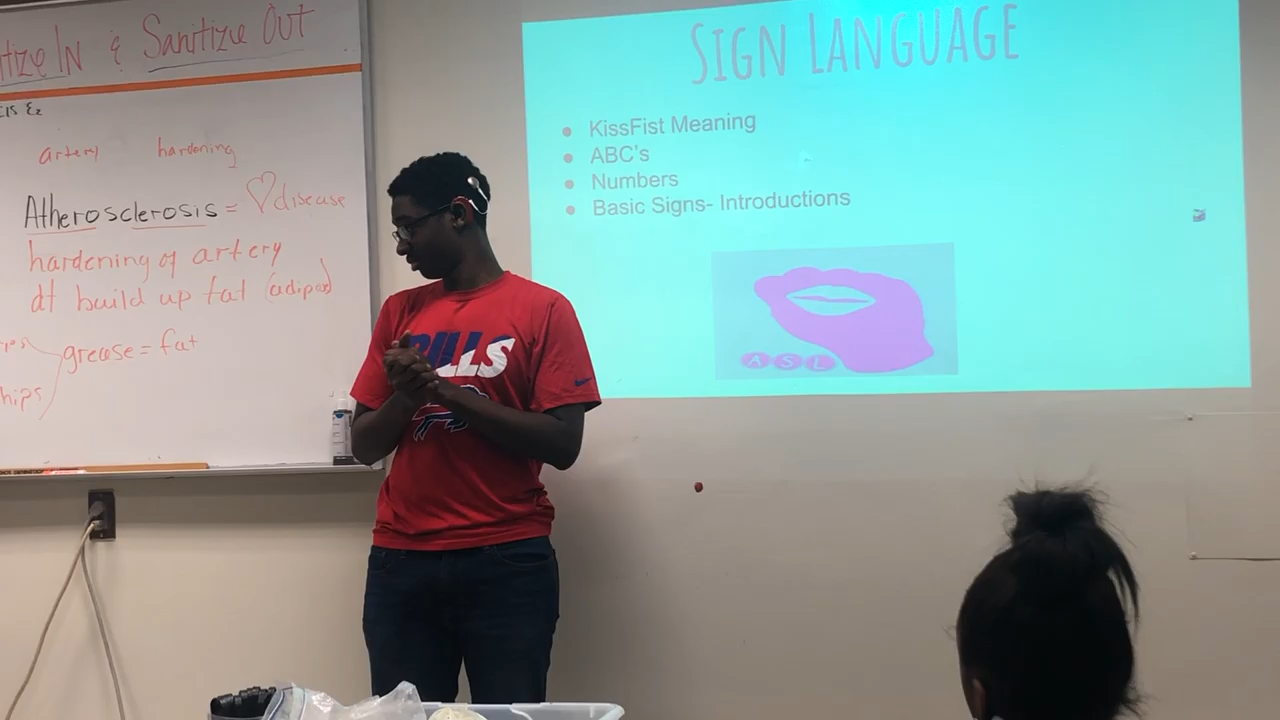 Sanitize In & Sanitize Out
artery hardening
Atherosclerosis = ♡ disease
hardening of artery
dt build up fat (adipos)
grease = fat
hips
SIGN LANGUAGE
● KissFist Meaning
● ABC's
● Numbers
● Basic Signs- Introductions
ASL
BILLS